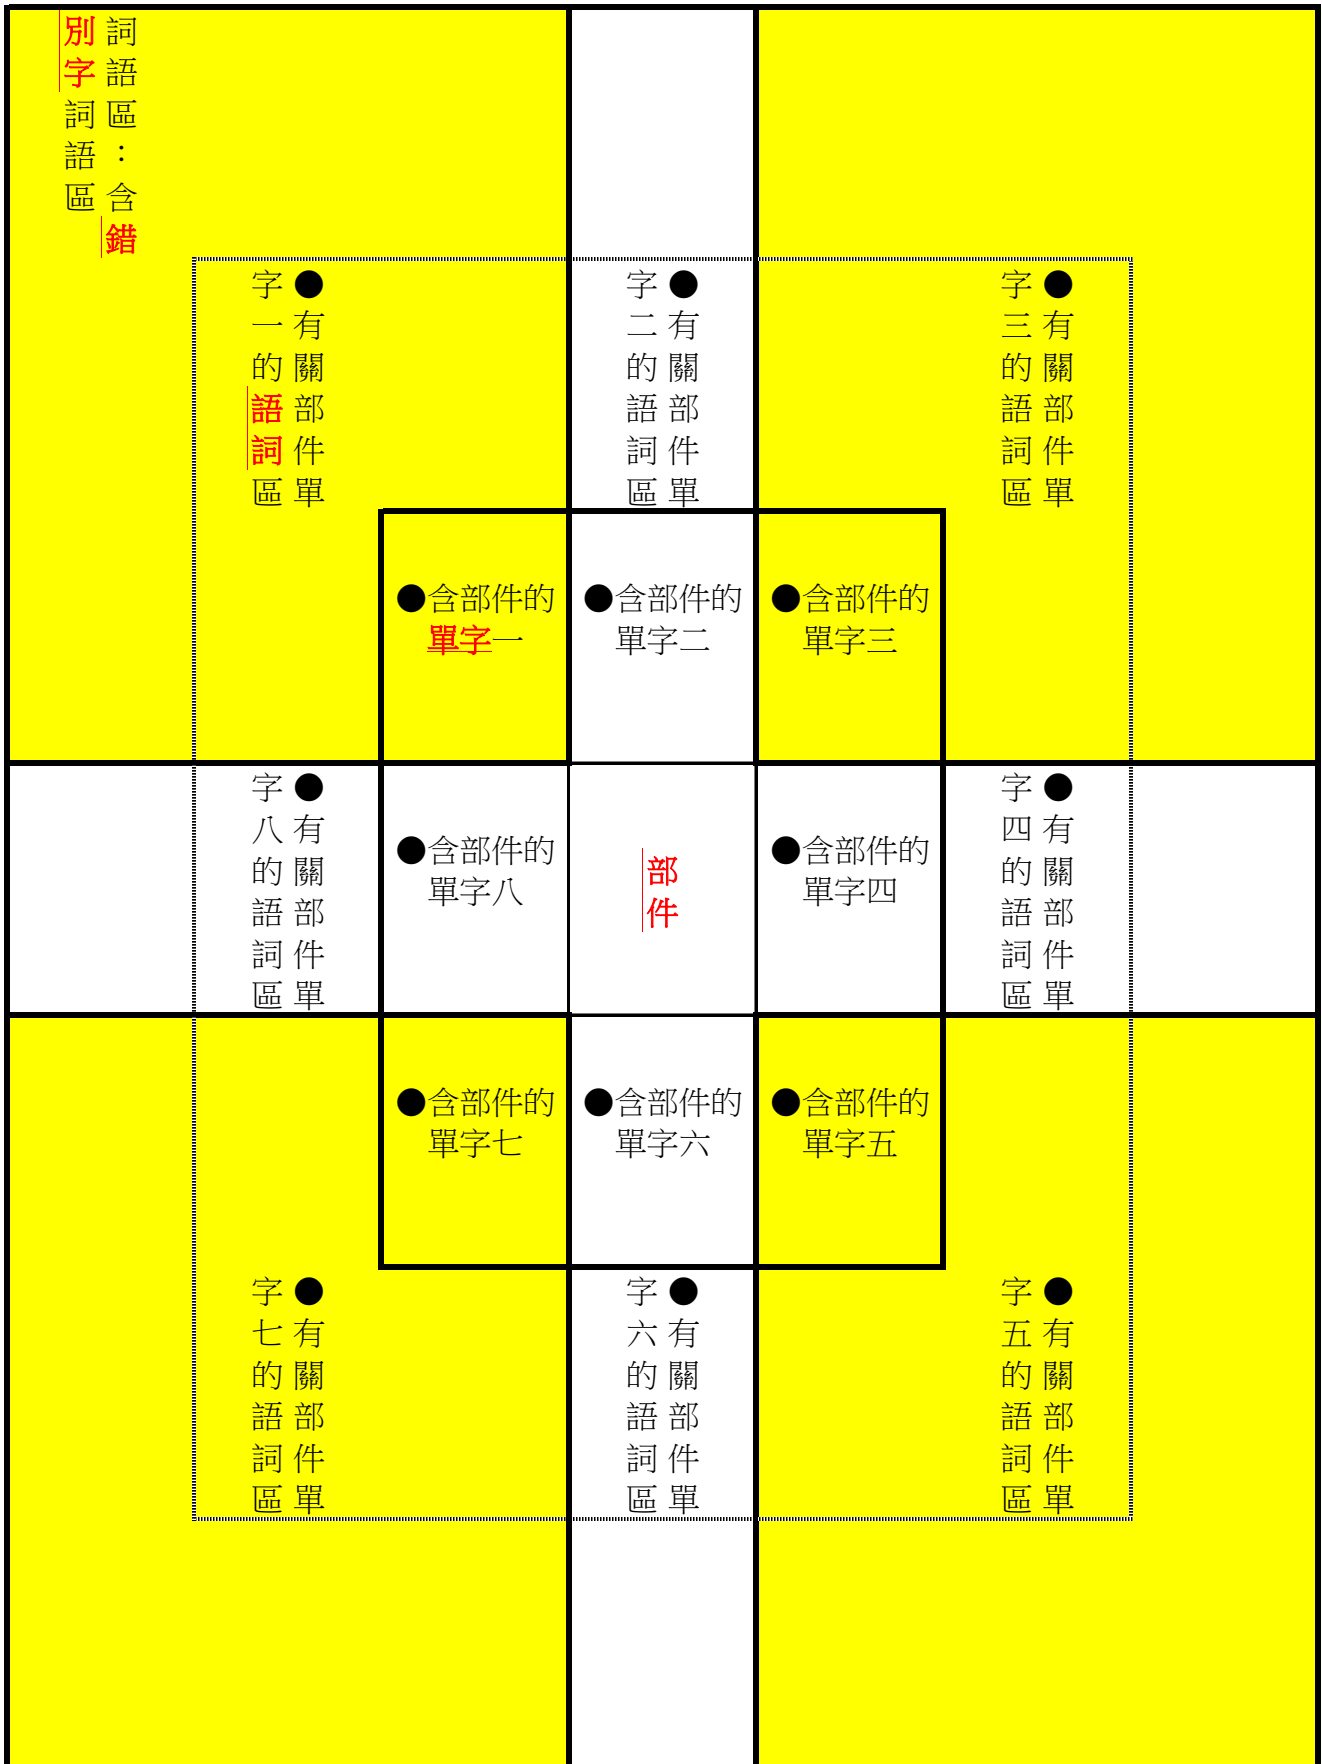 詞語區：含錯
別字詞語區
●有關部件單
字一的語詞區
●有關部件單
字二的語詞區
●有關部件單
字三的語詞區
●含部件的
單字一
●含部件的
單字二
●含部件的
單字三
●有關部件單
字八的語詞區
●含部件的
單字八
部件
●含部件的
單字四
●有關部件單
字四的語詞區
●含部件的
單字七
●含部件的
單字六
●含部件的
單字五
●有關部件單
字七的語詞區
●有關部件單
字六的語詞區
●有關部件單
字五的語詞區